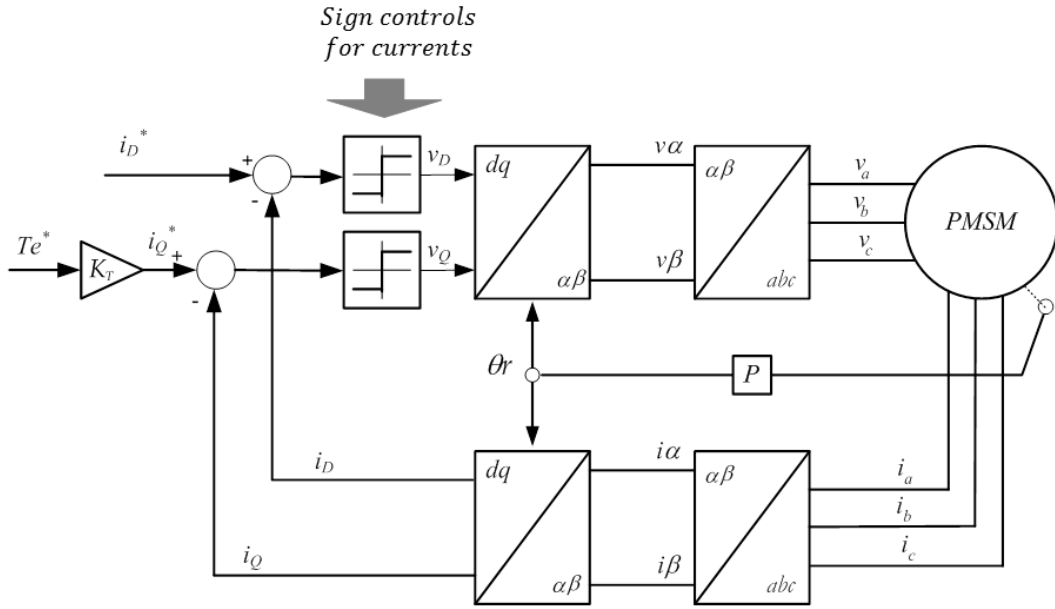 Sign controls
for currents
i_D^*
+
-
v_D
dq
αβ
vα
vβ
αβ
abc
v_a
v_b
v_c
PMSM
Te^*
K_T
i_Q^*
+
-
v_Q
θr
P
i_D
i_Q
dq
αβ
iα
iβ
αβ
abc
i_a
i_b
i_c